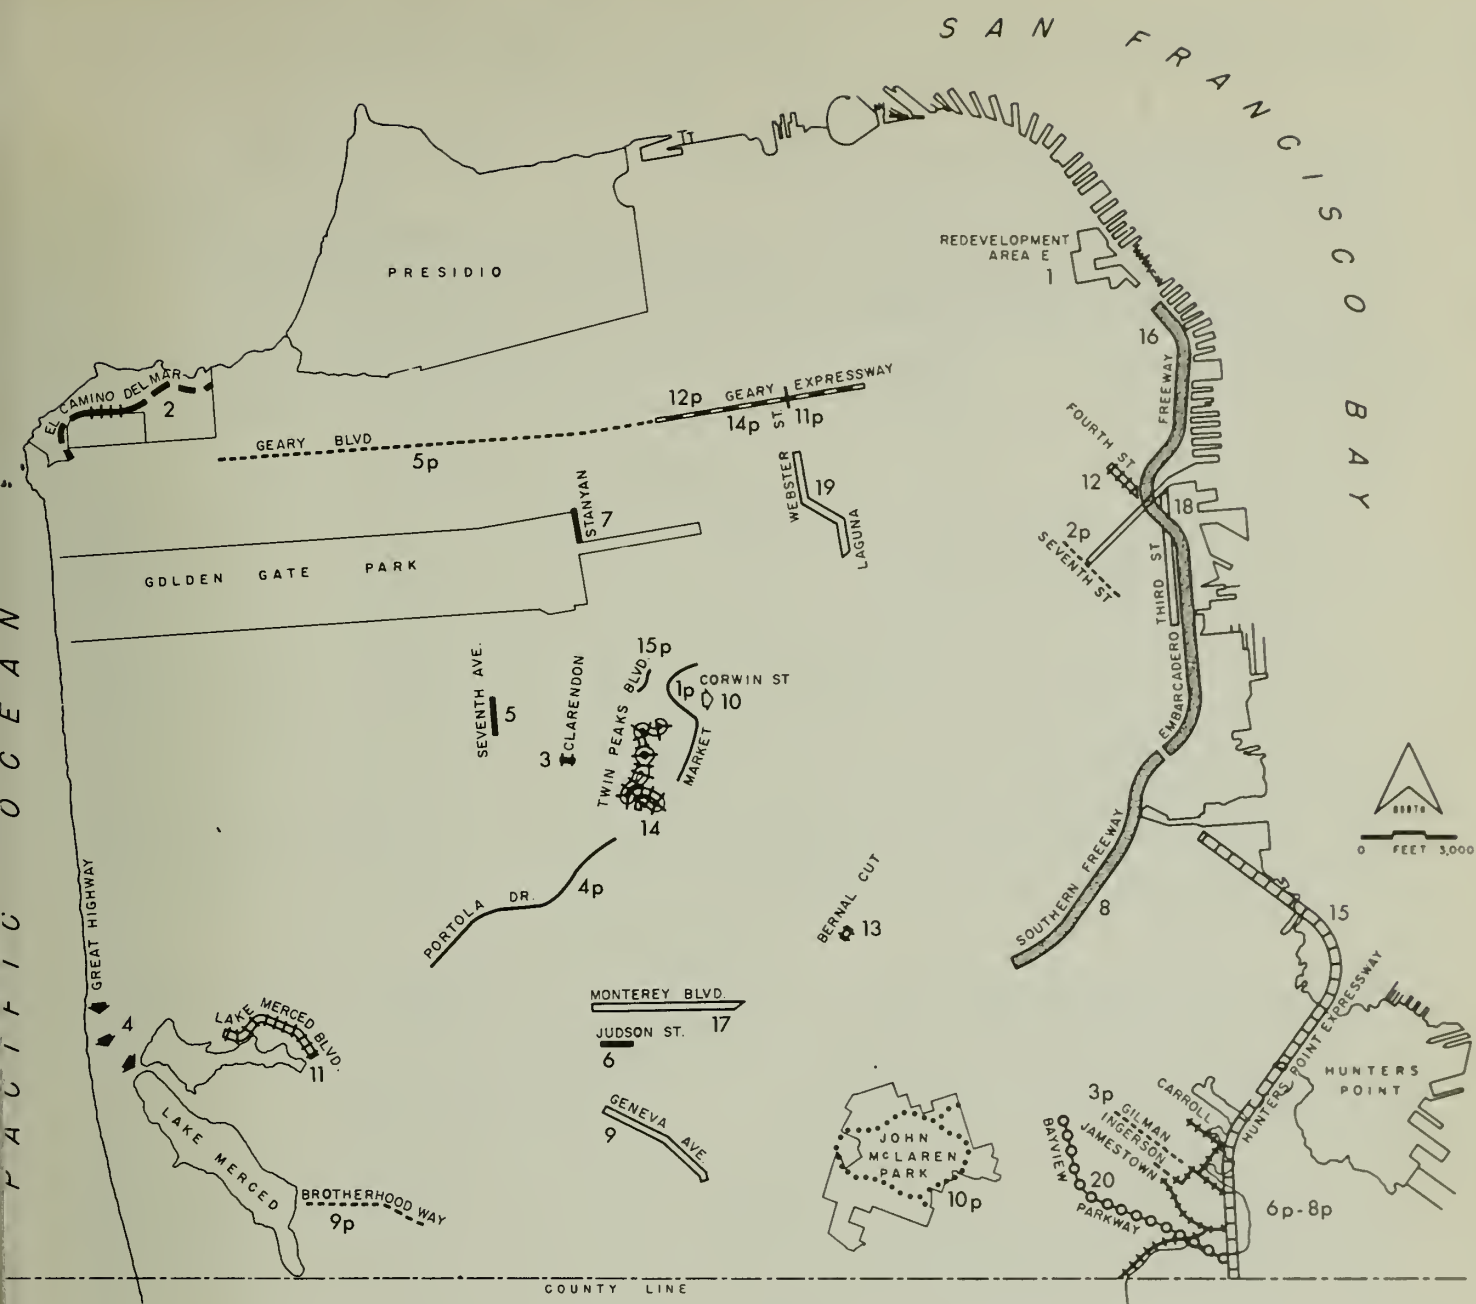 SAN FRANCISCO BAY
PRESIDIO
REDEVELOPMENT
AREA E
1
16
FREEWAY
EL CAMINO DEL MAR
2
12p GEARY EXPRESSWAY
14p ST. 11p
GEARY BLVD
5p
FOURTH ST
12
18
2p
SEVENTH ST
THIRD ST
WEBSTER
19
LAGUNA
STANYAN
7
GOLDEN GATE PARK
PACIFIC OCEAN
SEVENTH AVE.
5
CLARENDON
3
15p
TWIN PEAKS BLVD.
14
1p
CORWIN ST
10
MARKET
EMBARCADERO
NORTH
0 FEET 3,000
SOUTHERN FREEWAY
8
PORTOLA DR.
4p
BERNAL CUT
13
15
HUNTERS POINT EXPRESSWAY
GREAT HIGHWAY
4
LAKE MERCED BLVD.
11
MONTEREY BLVD.
17
JUDSON ST.
6
GENEVA AVE.
9
HUNTERS
POINT
LAKE MERCED
BROTHERHOOD WAY
9p
JOHN
McLAREN
PARK
10p
3p
CARROLL
GILMAN
INGERSON
JAMESTOWN
BAYVIEW
20
PARKWAY
6p-8p
COUNTY LINE